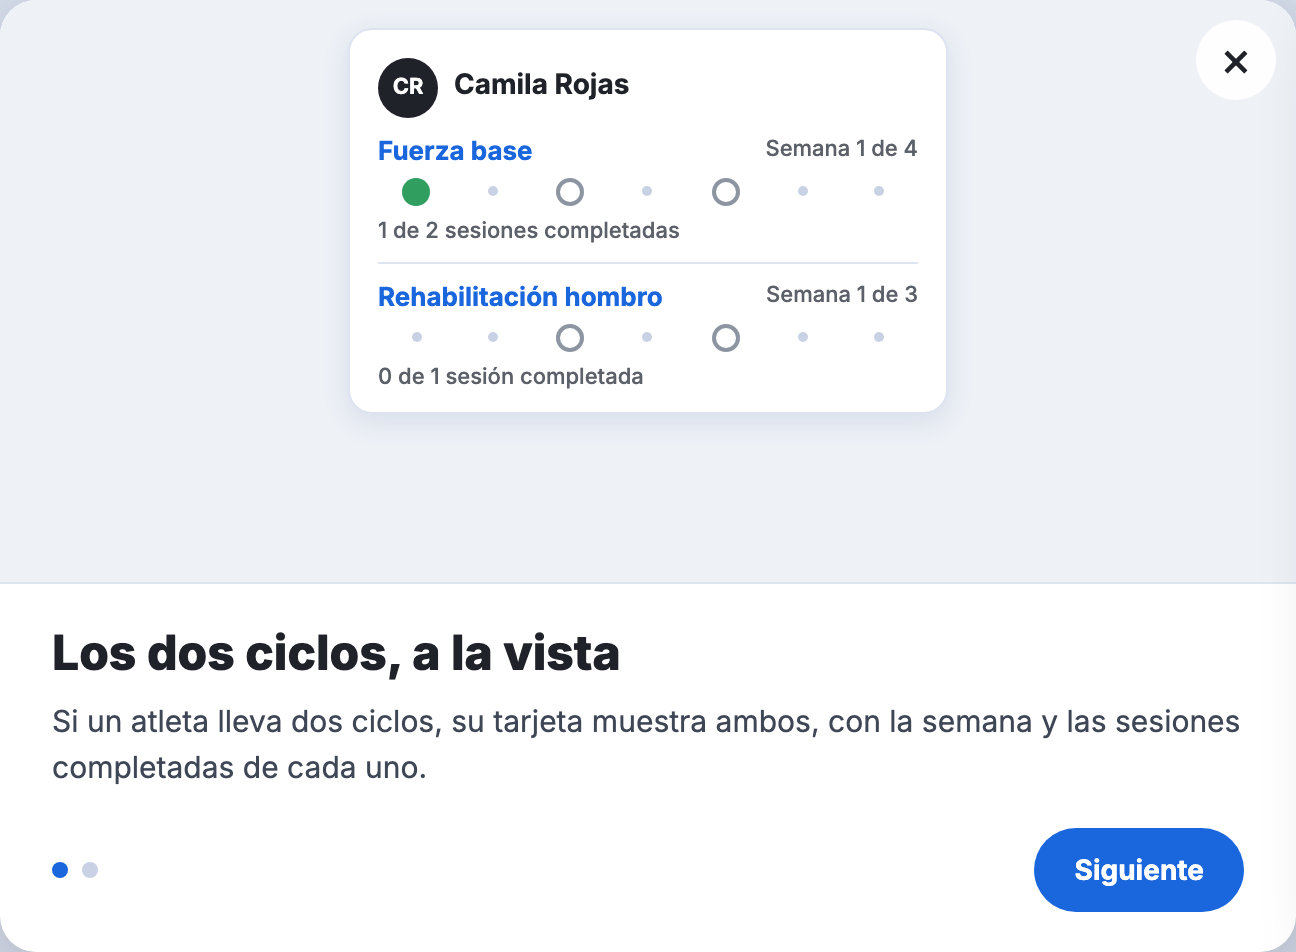 CR
Camila Rojas
Fuerza base
Semana 1 de 4
1 de 2 sesiones completadas
Rehabilitación hombro
Semana 1 de 3
0 de 1 sesión completada
Los dos ciclos, a la vista
Si un atleta lleva dos ciclos, su tarjeta muestra ambos, con la semana y las sesiones
completadas de cada uno.
Siguiente